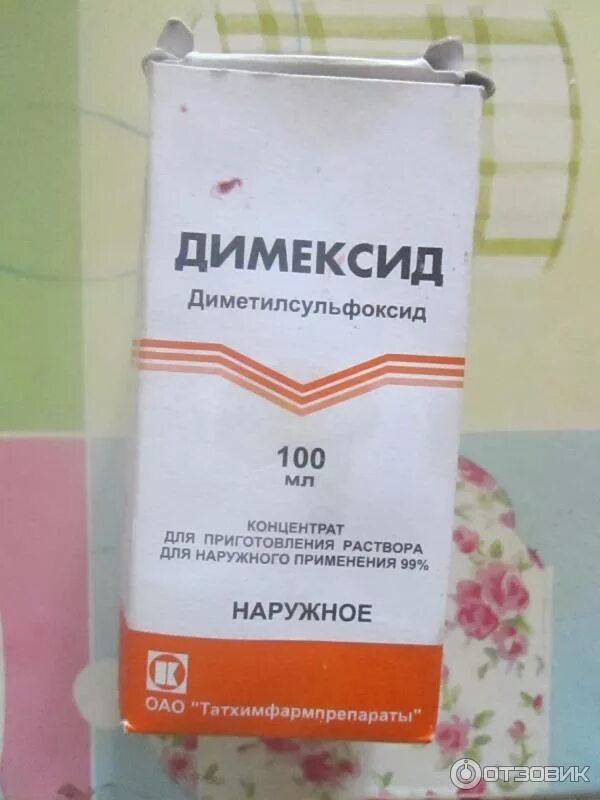 ДИМЕКСИД
Диметилсульфоксид
100
мл
КОНЦЕНТРАТ
ДЛЯ ПРИГОТОВЛЕНИЯ РАСТВОРА
ДЛЯ НАРУЖНОГО ПРИМЕНЕНИЯ 99%
НАРУЖНОЕ
ОАО "Татхимфармпрепараты"
ОТЗОВИК